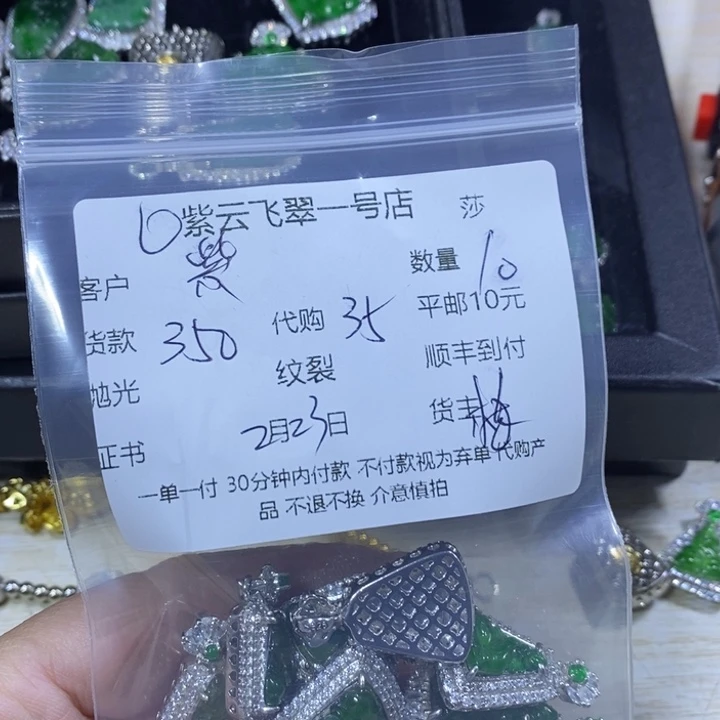 紫云飞翠一号店 莎
客户 数量 10
货款 350 代购 35 平邮10元
抛光 纹裂 顺丰到付
证书 2月23日 货主
一单一付 30分钟内付款 不付款视为弃单 代购产
品 不退不换 介意慎拍